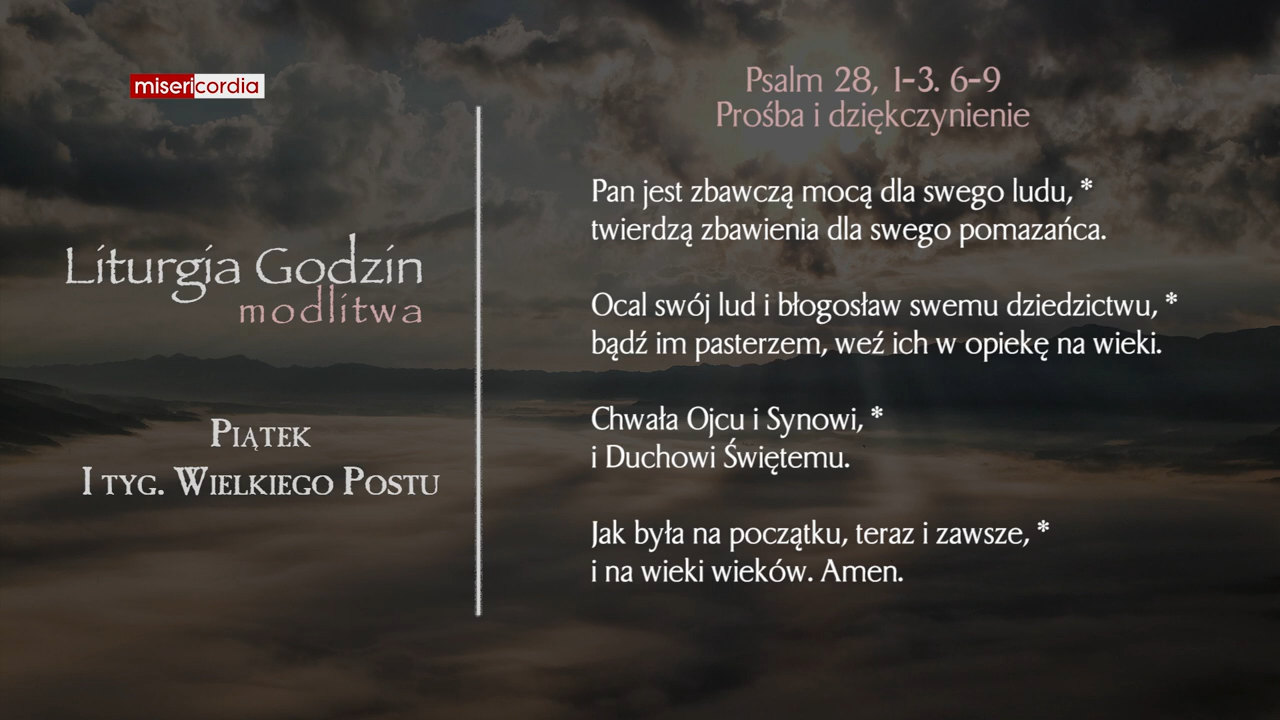 misericordia
Liturgia Godzin
modlitwa
Piątek
I tyg. Wielkiego Postu
Psalm 28, 1-3. 6-9
Prośba i dziękczynienie
Pan jest zbawczą mocą dla swego ludu, *
twierdzą zbawienia dla swego pomazańca.
Ocal swój lud i błogosław swemu dziedzictwu, *
bądź im pasterzem, weź ich w opiekę na wieki.
Chwała Ojcu i Synowi, *
i Duchowi Świętemu.
Jak była na początku, teraz i zawsze, *
i na wieki wieków. Amen.